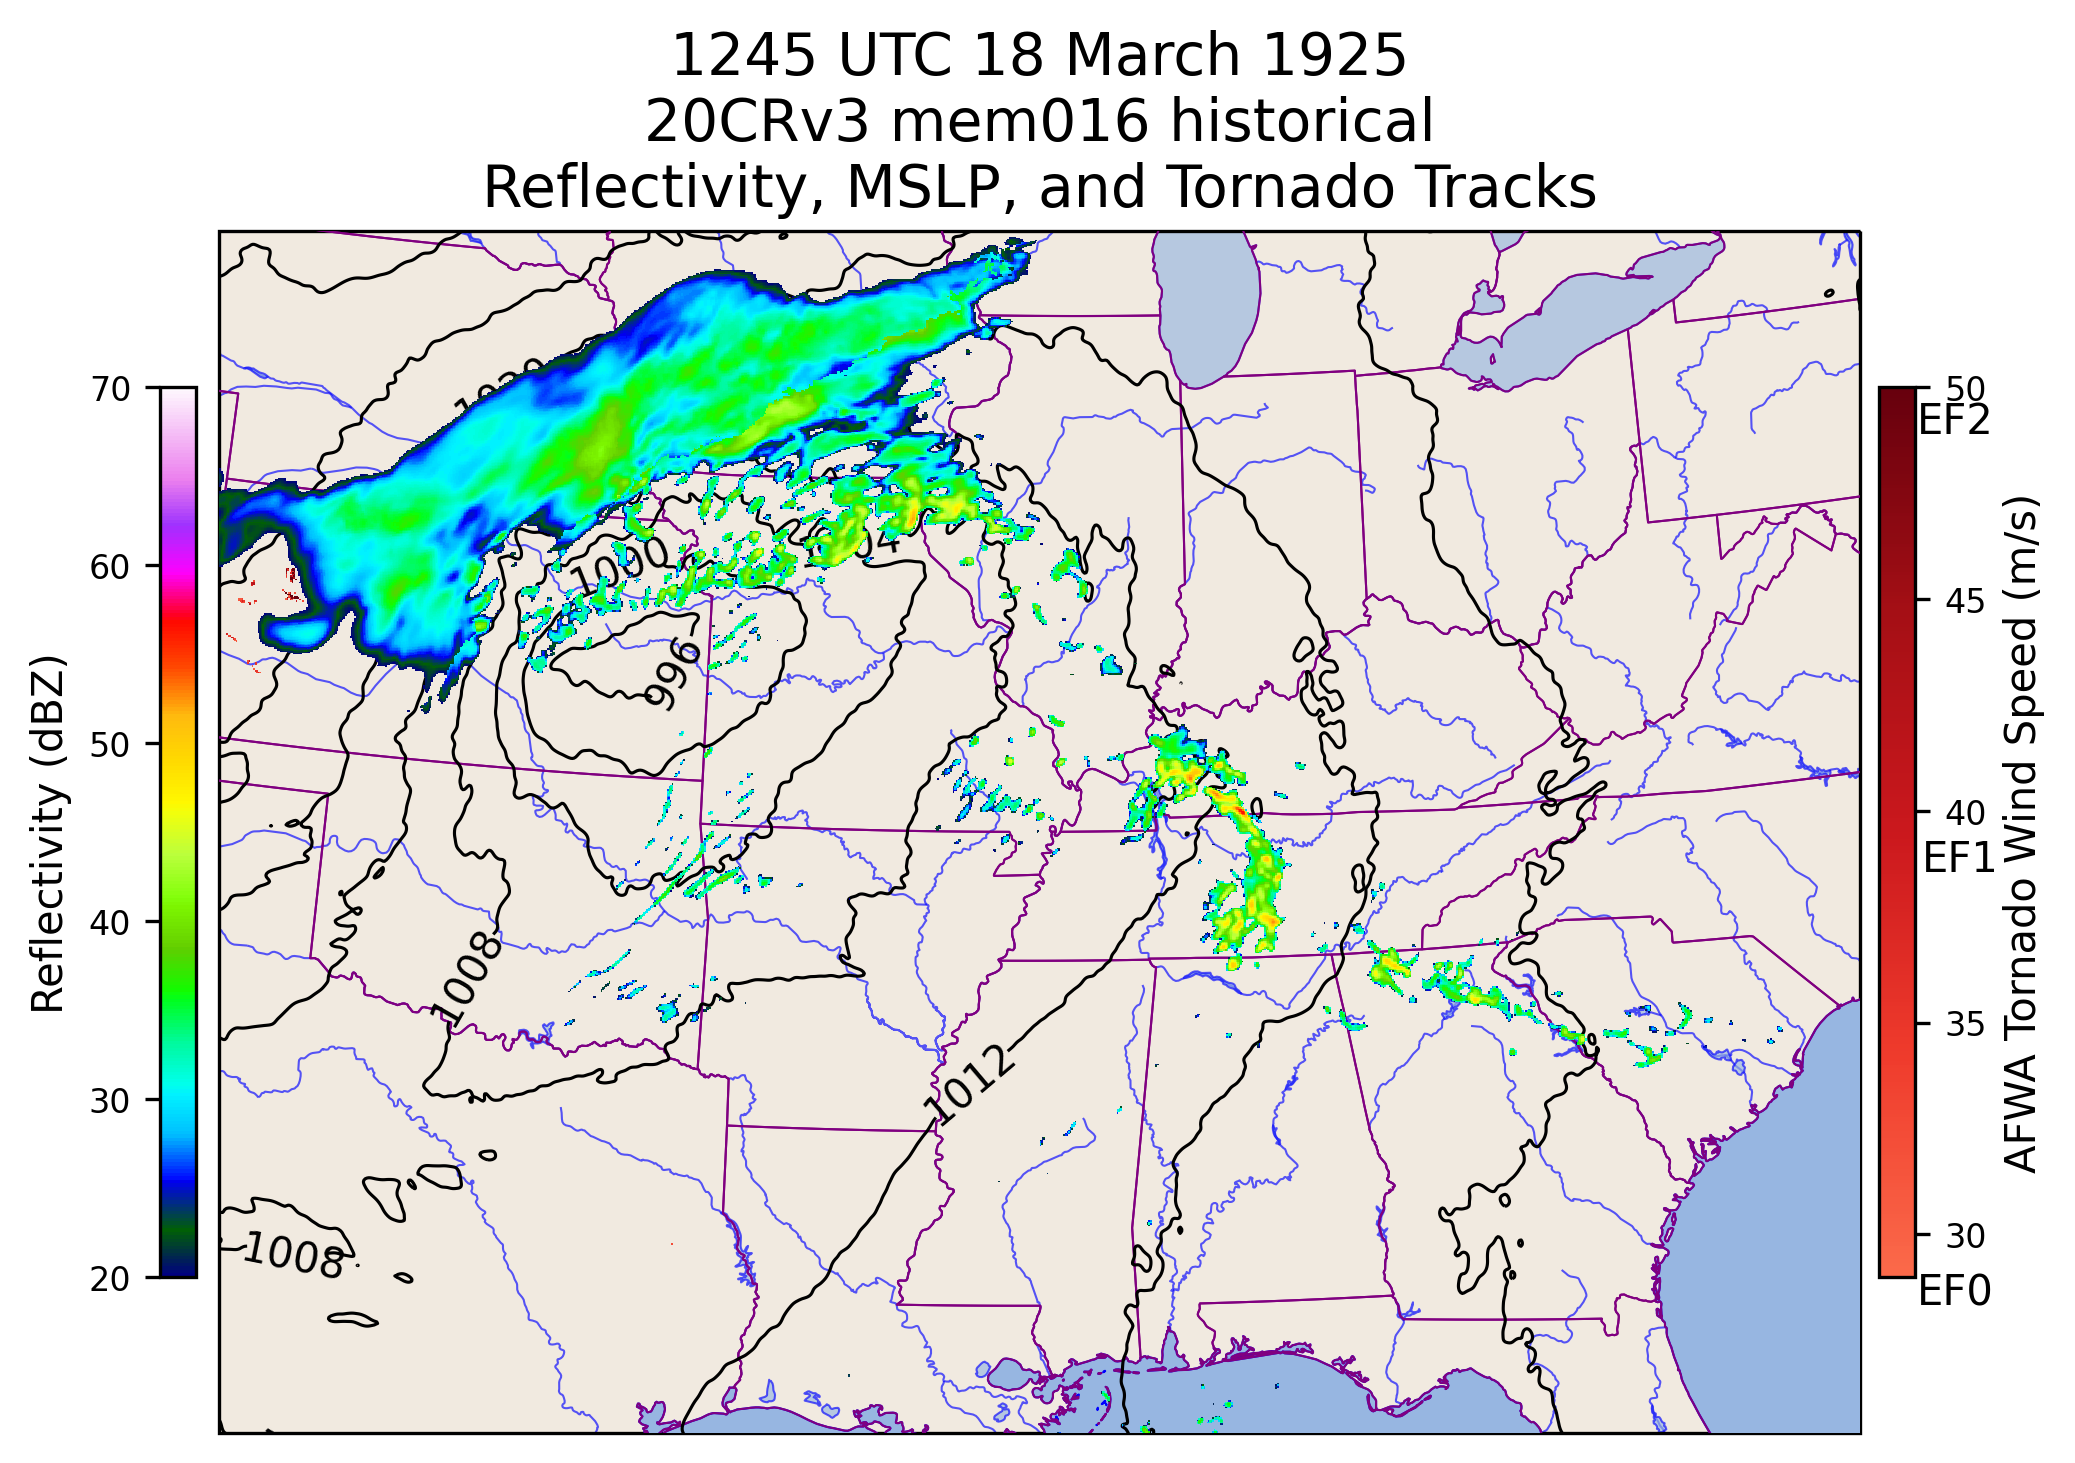 1245 UTC 18 March 1925
20CRv3 mem016 historical
Reflectivity, MSLP, and Tornado Tracks
Reflectivity (dBZ)
70
60
50
40
30
20
1000
996
1008
1012
1008
50
EF2
45
40
EF1
35
30
EF0
AFWA Tornado Wind Speed (m/s)